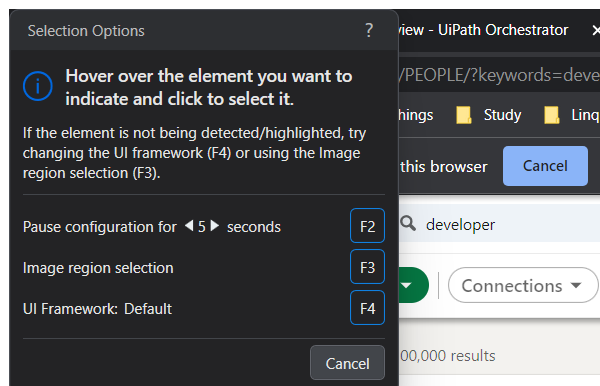 Selection Options ?
Hover over the element you want to
indicate and click to select it.
If the element is not being detected/highlighted, try
changing the UI framework (F4) or using the Image
region selection (F3).
Pause configuration for 5 seconds F2
Image region selection F3
UI Framework: Default F4
Cancel
view - UiPath Orchestrator
/PEOPLE/?keywords=deve
hings Study Linq
this browser Cancel
developer
Connections
00,000 results